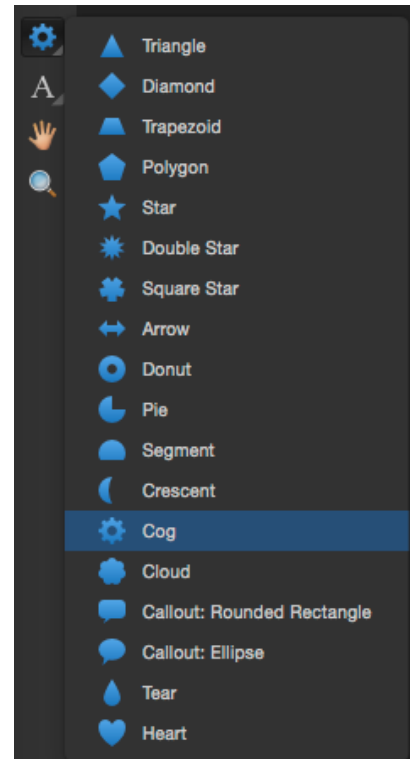 A
Triangle
Diamond
Trapezoid
Polygon
Star
Double Star
Square Star
Arrow
Donut
Pie
Segment
Crescent
Cog
Cloud
Callout: Rounded Rectangle
Callout: Ellipse
Tear
Heart